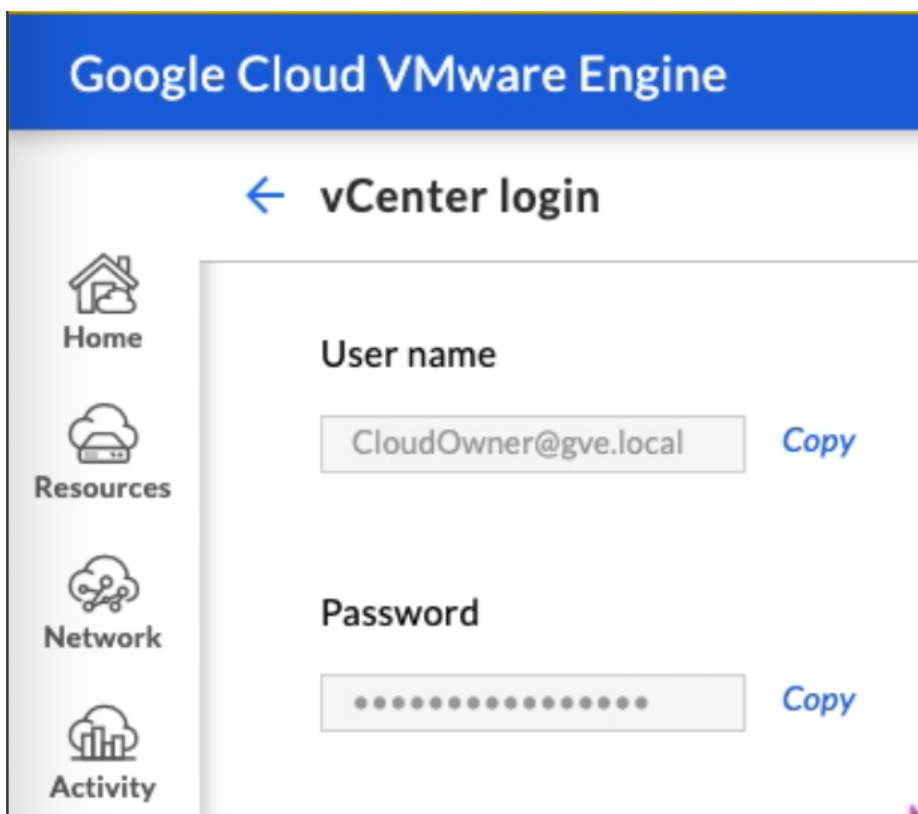 Google Cloud VMware Engine
vCenter login
Home
Resources
Network
Activity
User name
CloudOwner@gve.local
Copy
Password
••••••••••••••••
Copy